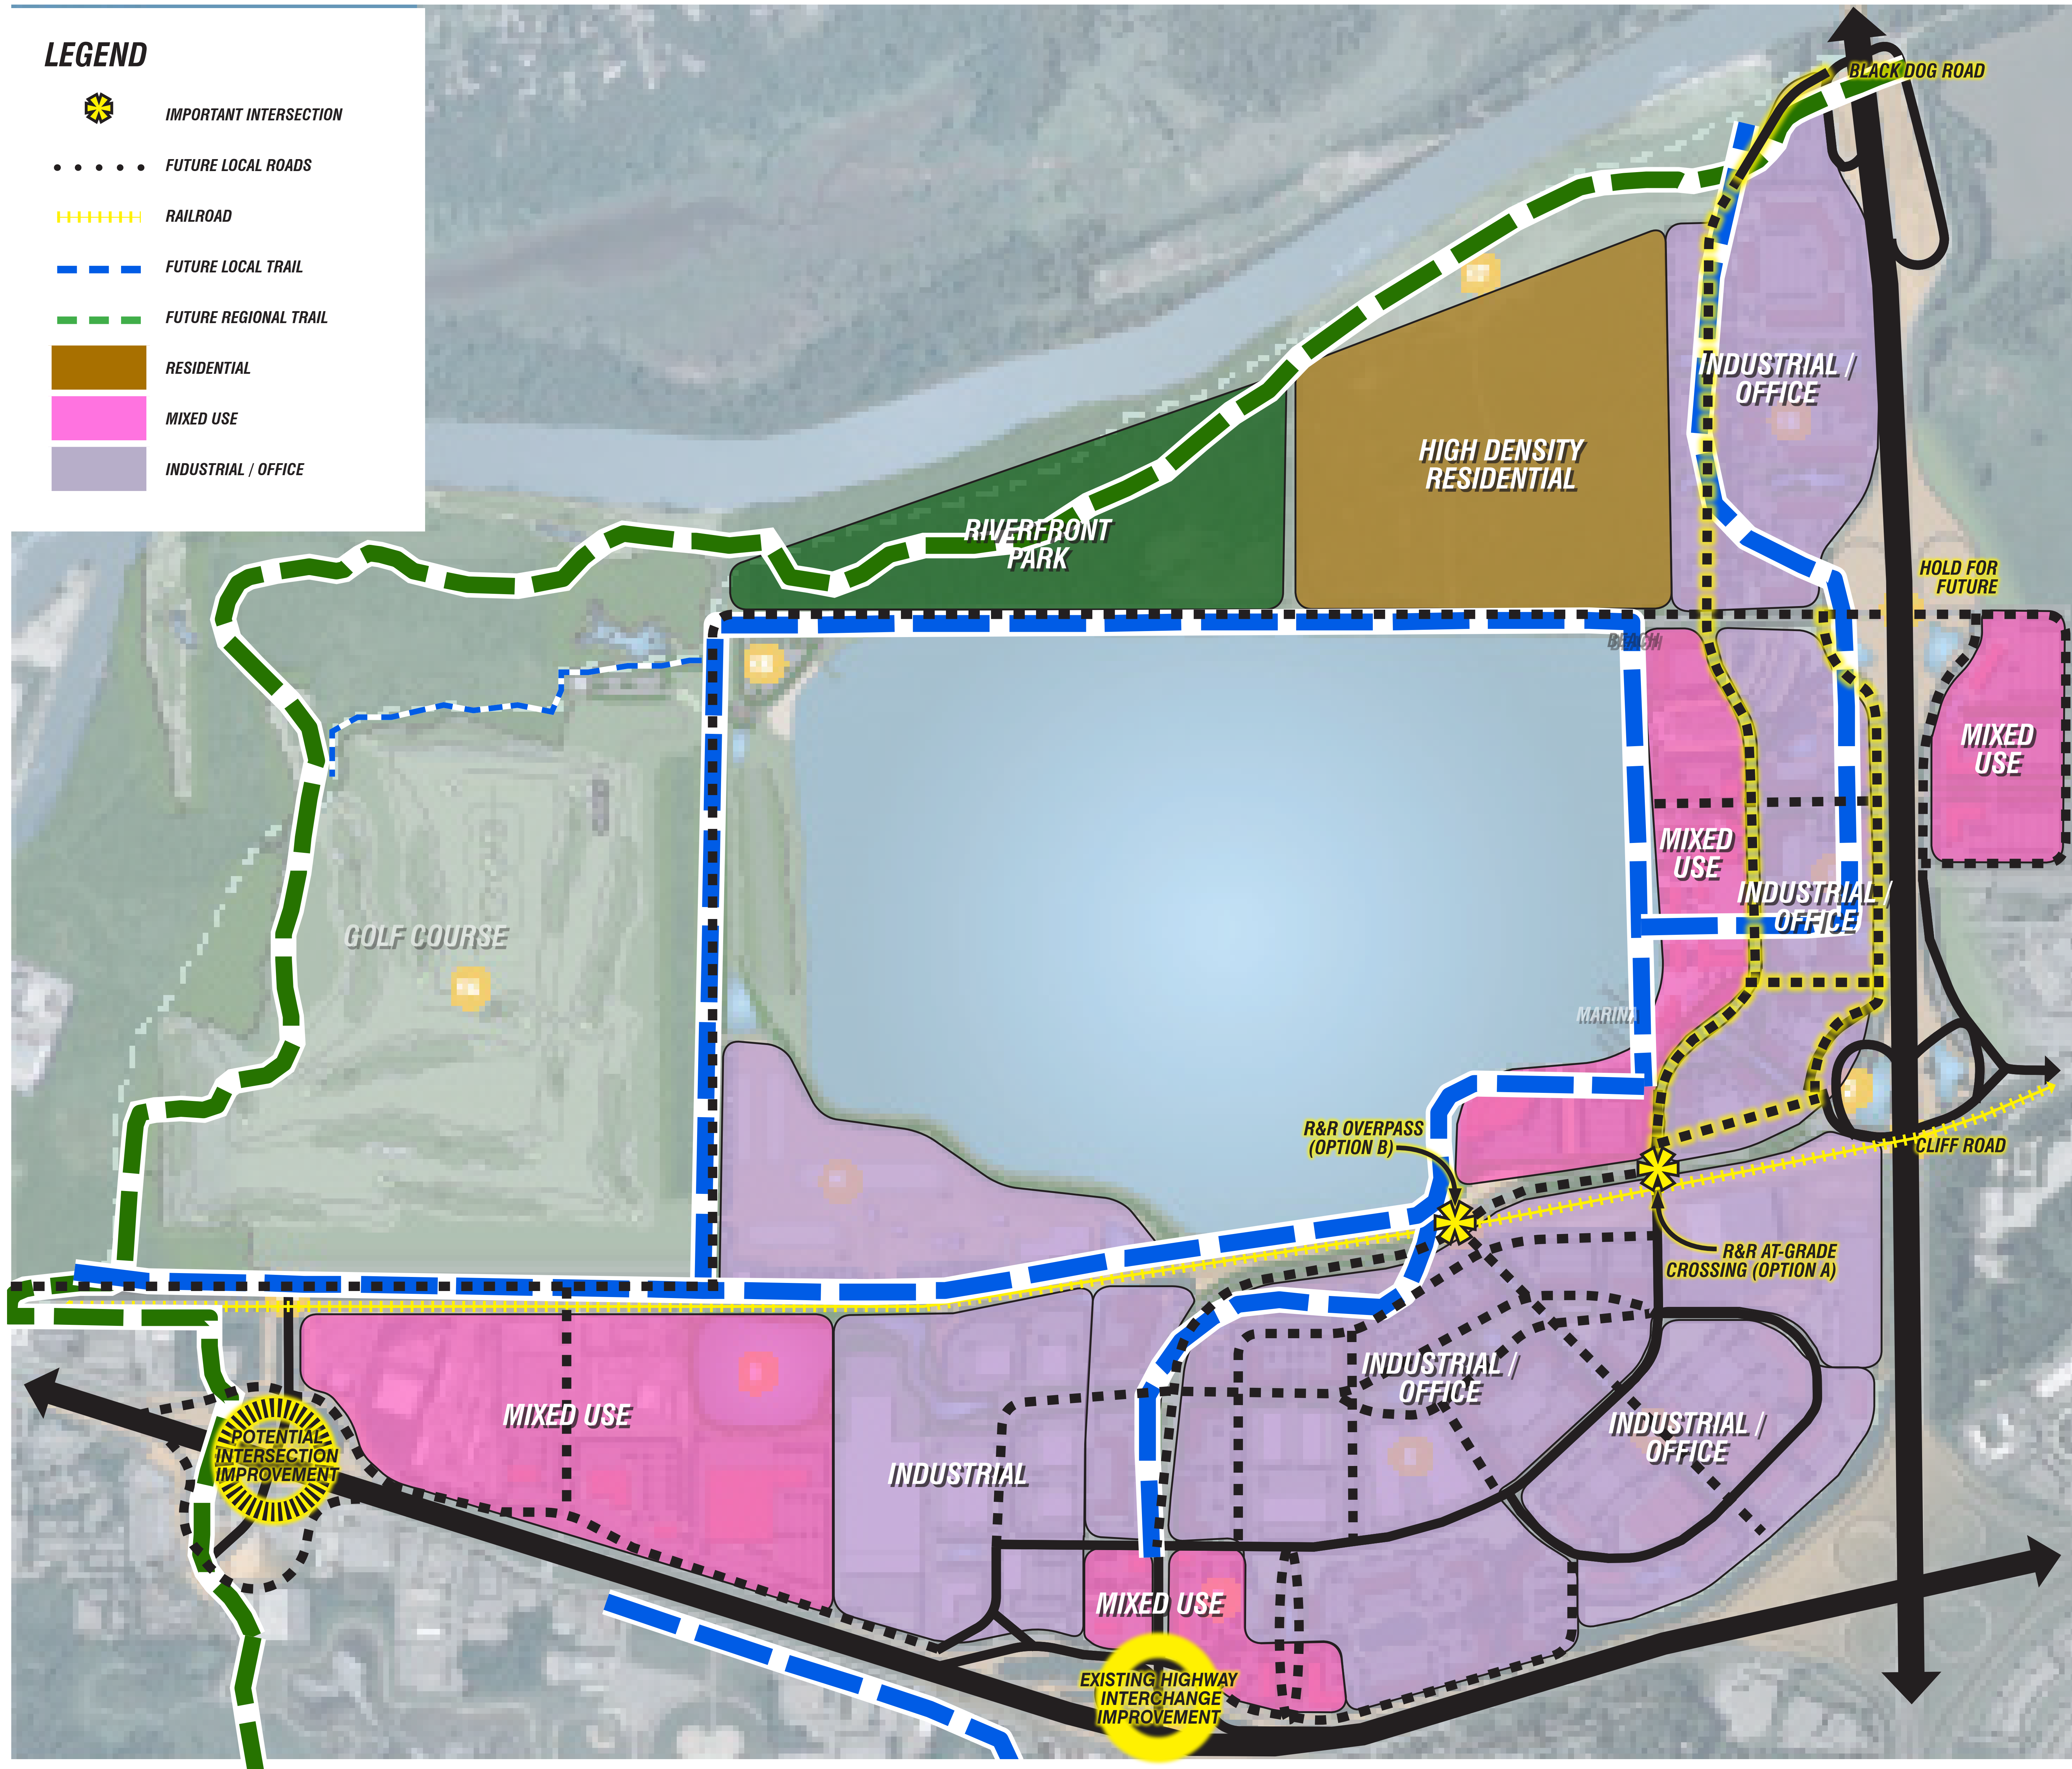 LEGEND
IMPORTANT INTERSECTION
FUTURE LOCAL ROADS
RAILROAD
FUTURE LOCAL TRAIL
FUTURE REGIONAL TRAIL
RESIDENTIAL
MIXED USE
INDUSTRIAL / OFFICE
BLACK DOG ROAD
INDUSTRIAL /
OFFICE
HIGH DENSITY
RESIDENTIAL
RIVERFRONT
PARK
HOLD FOR
FUTURE
BEACH
MIXED
USE
MIXED
USE
INDUSTRIAL /
OFFICE
GOLF COURSE
MARINA
R&R OVERPASS
(OPTION B)
CLIFF ROAD
R&R AT-GRADE
CROSSING (OPTION A)
INDUSTRIAL /
OFFICE
MIXED USE
INDUSTRIAL /
OFFICE
POTENTIAL
INTERSECTION
IMPROVEMENT
INDUSTRIAL
MIXED USE
EXISTING HIGHWAY
INTERCHANGE
IMPROVEMENT